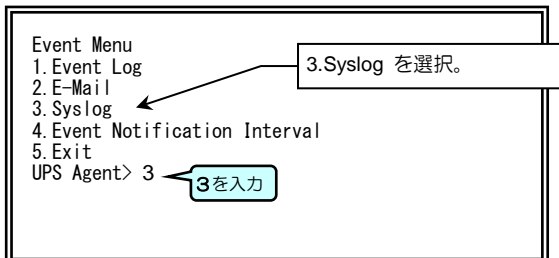 Event Menu
1.Event Log
2.E-Mail
3.Syslog
4.Event Notification Interval
5.Exit
UPS Agent> 3
3.Syslog を選択。
3を入力